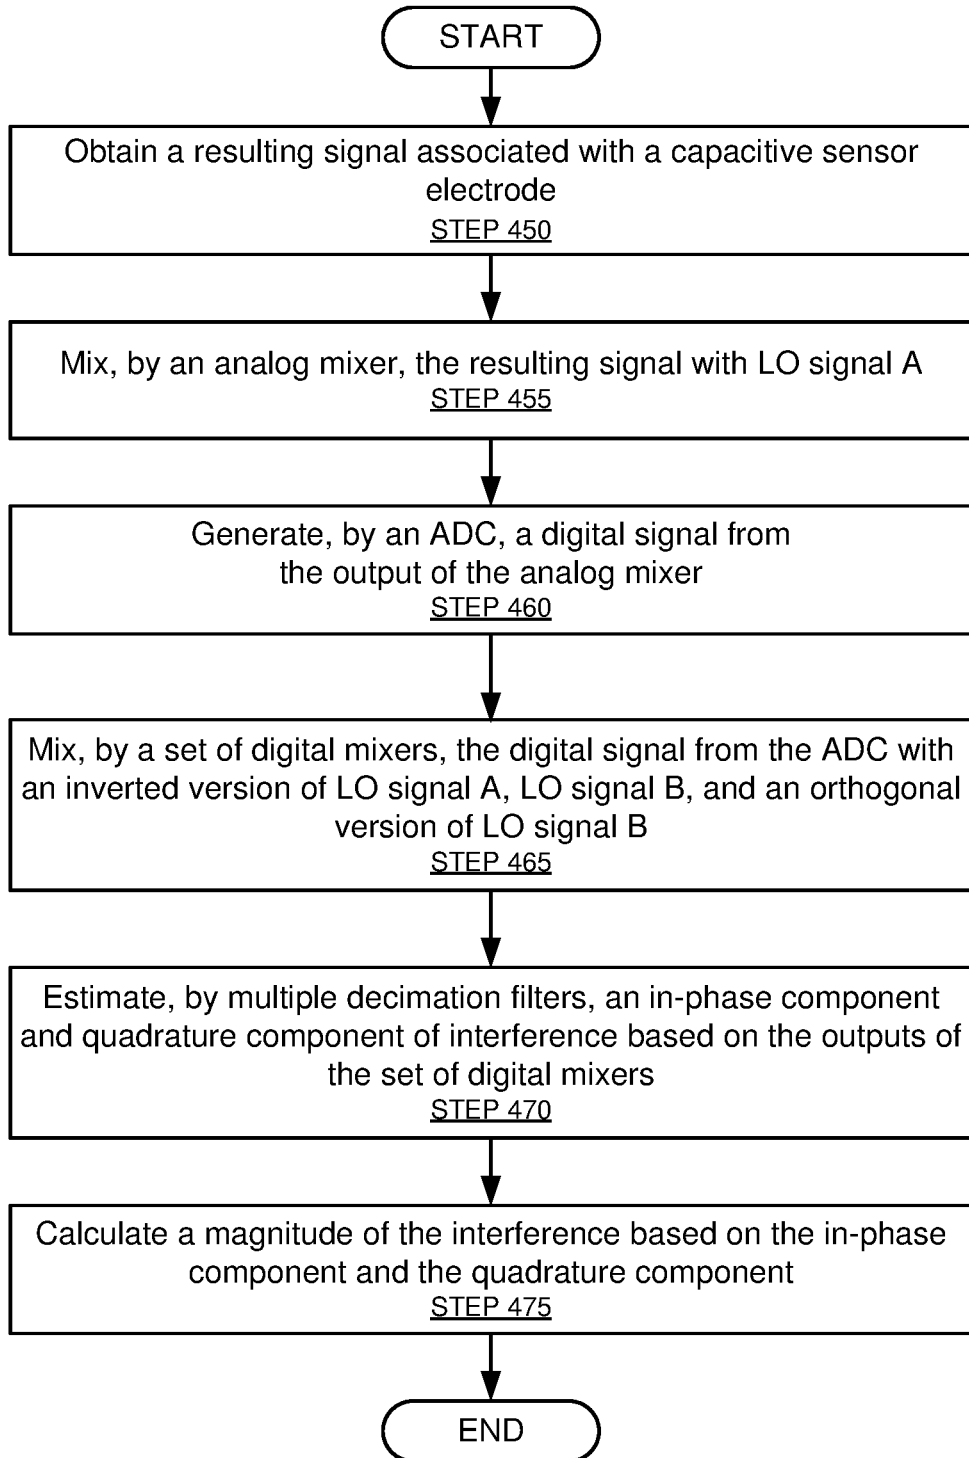 START
Obtain a resulting signal associated with a capacitive sensor
electrode
STEP 450
Mix, by an analog mixer, the resulting signal with LO signal A
STEP 455
Generate, by an ADC, a digital signal from
the output of the analog mixer
STEP 460
Mix, by a set of digital mixers, the digital signal from the ADC with
an inverted version of LO signal A, LO signal B, and an orthogonal
version of LO signal B
STEP 465
Estimate, by multiple decimation filters, an in-phase component
and quadrature component of interference based on the outputs of
the set of digital mixers
STEP 470
Calculate a magnitude of the interference based on the in-phase
component and the quadrature component
STEP 475
END